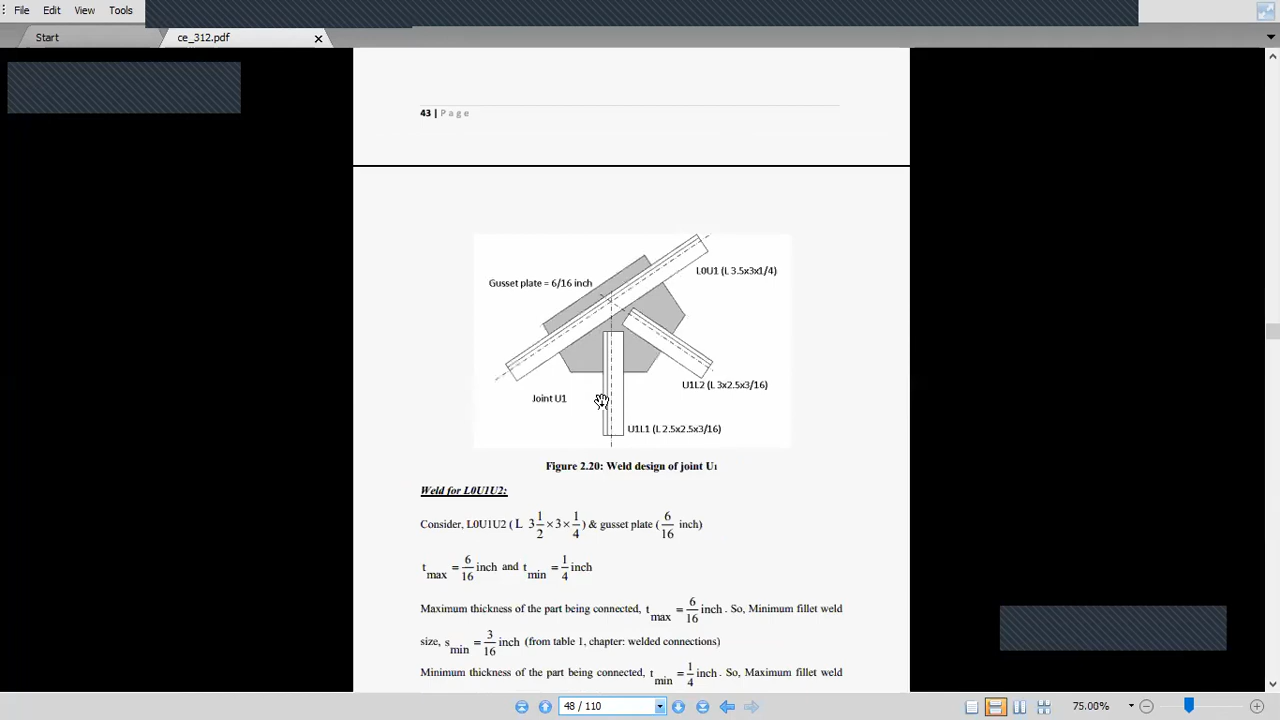 File Edit View Tools
Start ce_312.pdf
43 | Page
Gusset plate = 6/16 inch
L0U1 (L 3.5x3x1/4)
U1L2 (L 3x2.5x3/16)
Joint U1
U1L1 (L 2.5x2.5x3/16)
Figure 2.20: Weld design of joint U1
Weld for L0U1U2:
Consider, L0U1U2 ( L 3 1/2 × 3 × 1/4 ) & gusset plate ( 6/16 inch)
t max = 6/16 inch and t min = 1/4 inch
Maximum thickness of the part being connected, t max = 6/16 inch . So, Minimum fillet weld
size, s min = 3/16 inch (from table 1, chapter: welded connections)
Minimum thickness of the part being connected, t min = 1/4 inch . So, Maximum fillet weld
48 / 110
75.00%